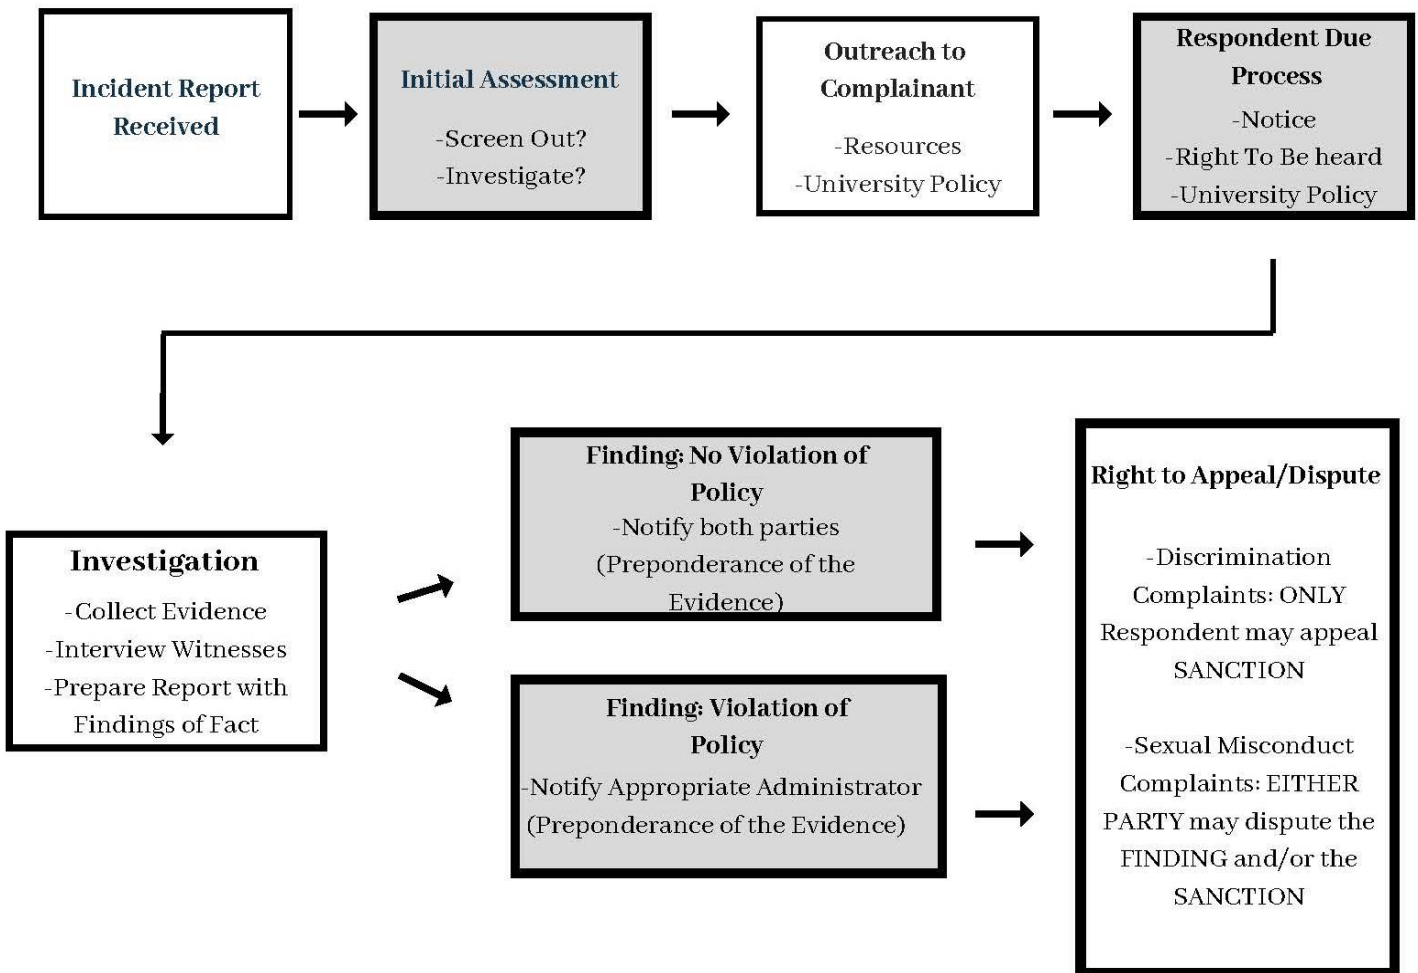 Incident Report
Received
Initial Assessment
-Screen Out?
-Investigate?
Outreach to
Complainant
-Resources
-University Policy
Respondent Due
Process
-Notice
-Right To Be heard
-University Policy
Investigation
-Collect Evidence
-Interview Witnesses
-Prepare Report with
Findings of Fact
Finding: No Violation of
Policy
-Notify both parties
(Preponderance of the
Evidence)
Finding: Violation of
Policy
-Notify Appropriate Administrator
(Preponderance of the Evidence)
Right to Appeal/Dispute
-Discrimination
Complaints: ONLY
Respondent may appeal
SANCTION
-Sexual Misconduct
Complaints: EITHER
PARTY may dispute the
FINDING and/or the
SANCTION